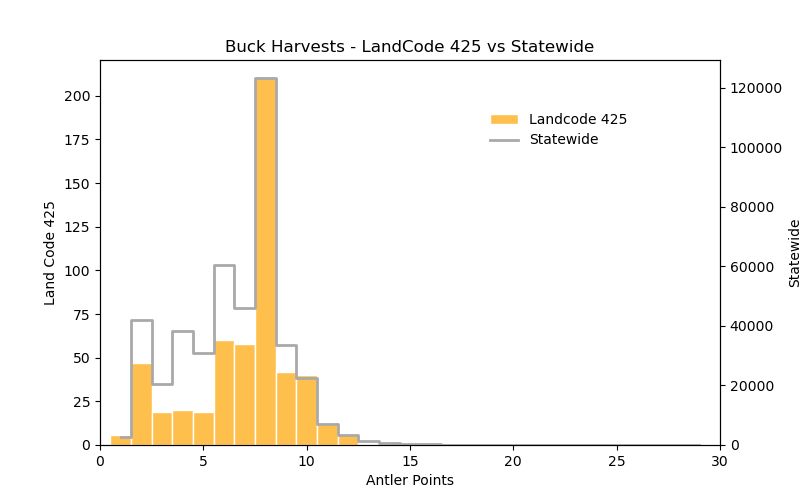 Buck Harvests - LandCode 425 vs Statewide
Land Code 425
200
175
150
125
100
75
50
25
0
Landcode 425
Statewide
120000
100000
80000
60000
40000
20000
0
Statewide
0 5 10 15 20 25 30
Antler Points